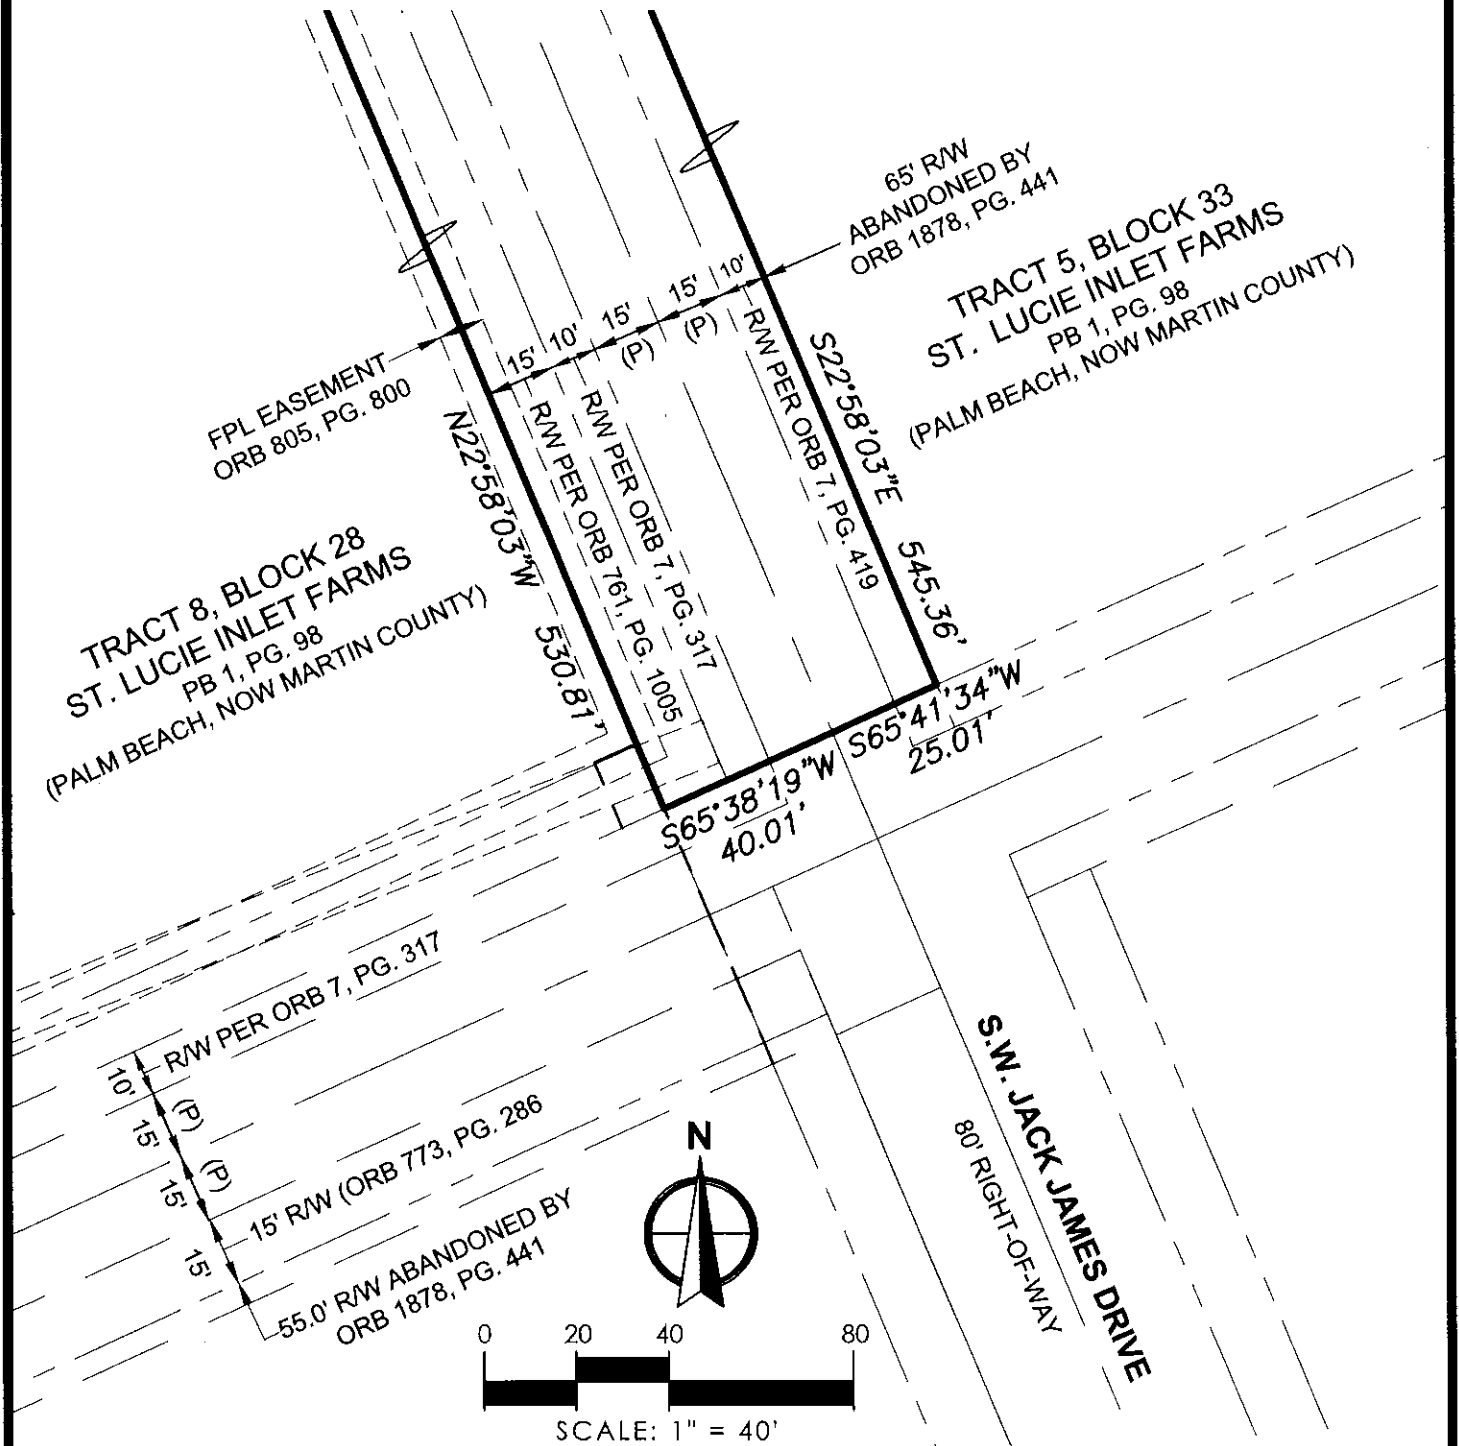 65' R/W
ABANDONED BY
ORB 1878, PG. 441
TRACT 5, BLOCK 33
ST. LUCIE INLET FARMS
PB 1, PG. 98
(PALM BEACH, NOW MARTIN COUNTY)
15'
10'
15'
(P)
15'
(P)
10'
FPL EASEMENT
ORB 805, PG. 800
R/W PER ORB 761, PG. 1005
R/W PER ORB 7, PG. 317
R/W PER ORB 7, PG. 419
N22°58'03"W
530.81'
S22°58'03"E
545.36'
TRACT 8, BLOCK 28
ST. LUCIE INLET FARMS
PB 1, PG. 98
(PALM BEACH, NOW MARTIN COUNTY)
S65°41'34"W
25.01'
S65°38'19"W
40.01'
R/W PER ORB 7, PG. 317
10'
(P)
15'
(P)
15'
15'
15' R/W (ORB 773, PG. 286
55.0' R/W ABANDONED BY
ORB 1878, PG. 441
S.W. JACK JAMES DRIVE
80' RIGHT-OF-WAY
N
0 20 40 80
SCALE: 1" = 40'